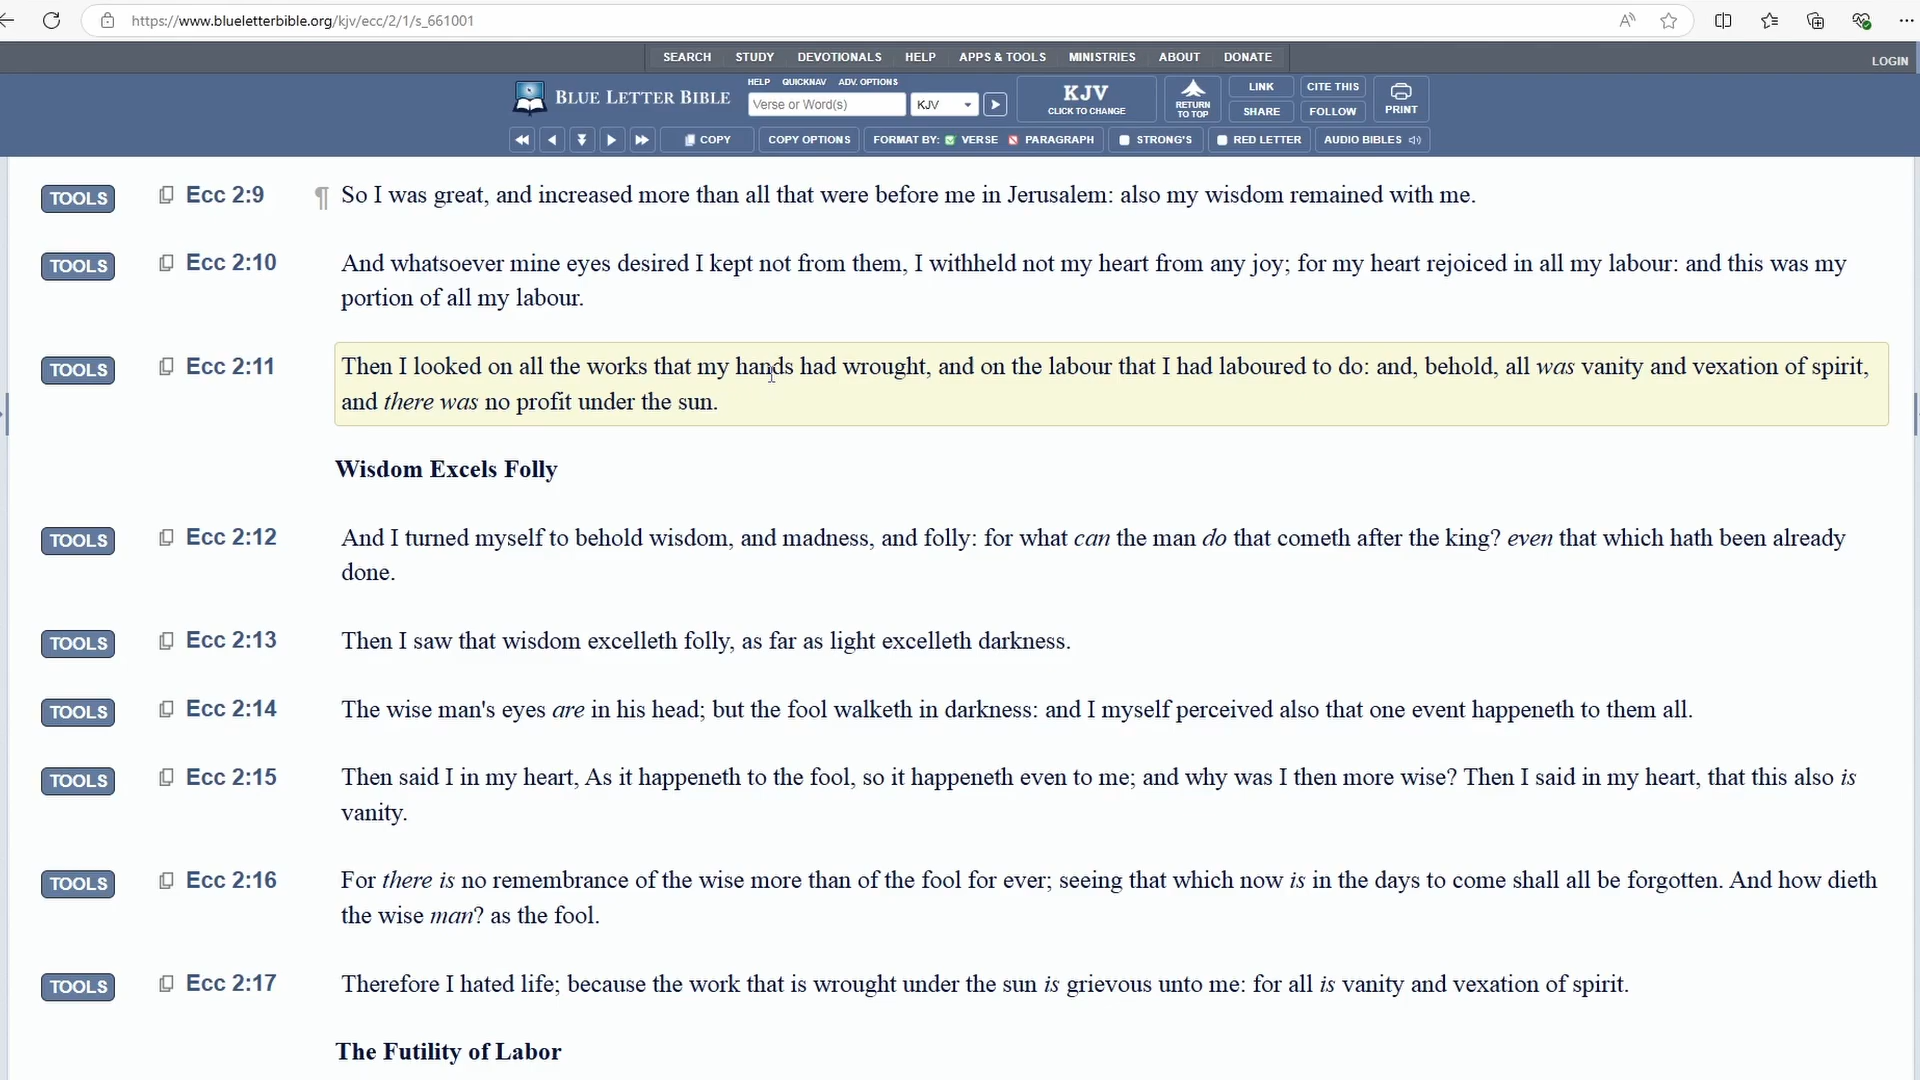 https://www.blueletterbible.org/kjv/ecc/2/1/s_661001
SEARCH STUDY DEVOTIONALS HELP APPS & TOOLS MINISTRIES ABOUT DONATE
LOGIN
BLUE LETTER BIBLE
HELP QUICKNAV ADV. OPTIONS
Verse or Word(s) KJV
KJV
CLICK TO CHANGE
RETURN
TO TOP
LINK CITE THIS
SHARE FOLLOW
PRINT
COPY COPY OPTIONS FORMAT BY: VERSE PARAGRAPH STRONG'S RED LETTER AUDIO BIBLES
TOOLS Ecc 2:9 ¶ So I was great, and increased more than all that were before me in Jerusalem: also my wisdom remained with me.
TOOLS Ecc 2:10 And whatsoever mine eyes desired I kept not from them, I withheld not my heart from any joy; for my heart rejoiced in all my labour: and this was my
portion of all my labour.
TOOLS Ecc 2:11 Then I looked on all the works that my hands had wrought, and on the labour that I had laboured to do: and, behold, all was vanity and vexation of spirit,
and there was no profit under the sun.
Wisdom Excels Folly
TOOLS Ecc 2:12 And I turned myself to behold wisdom, and madness, and folly: for what can the man do that cometh after the king? even that which hath been already
done.
TOOLS Ecc 2:13 Then I saw that wisdom excelleth folly, as far as light excelleth darkness.
TOOLS Ecc 2:14 The wise man's eyes are in his head; but the fool walketh in darkness: and I myself perceived also that one event happeneth to them all.
TOOLS Ecc 2:15 Then said I in my heart, As it happeneth to the fool, so it happeneth even to me; and why was I then more wise? Then I said in my heart, that this also is
vanity.
TOOLS Ecc 2:16 For there is no remembrance of the wise more than of the fool for ever; seeing that which now is in the days to come shall all be forgotten. And how dieth
the wise man? as the fool.
TOOLS Ecc 2:17 Therefore I hated life; because the work that is wrought under the sun is grievous unto me: for all is vanity and vexation of spirit.
The Futility of Labor